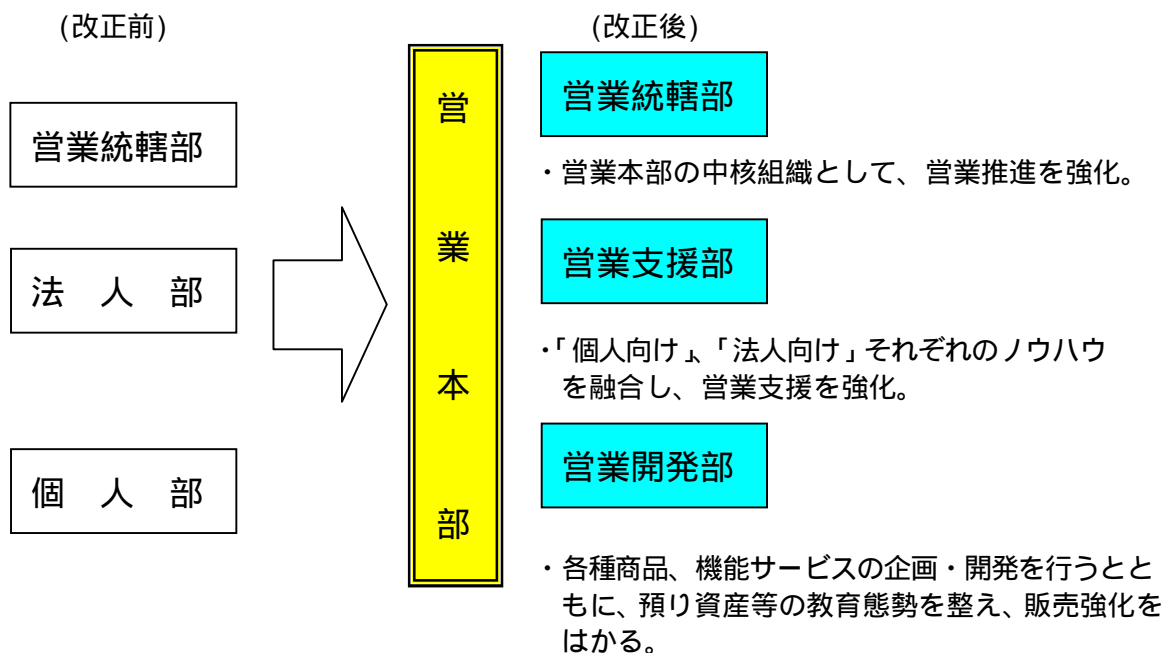 (改正前)
営業統轄部
法　人　部
個　人　部
営業本部
(改正後)
営業統轄部
・営業本部の中核組織として、営業推進を強化。
営業支援部
・「個人向け」、「法人向け」それぞれのノウハウ
を融合し、営業支援を強化。
営業開発部
・各種商品、機能サービスの企画・開発を行うとと
もに、預り資産等の教育態勢を整え、販売強化を
はかる。